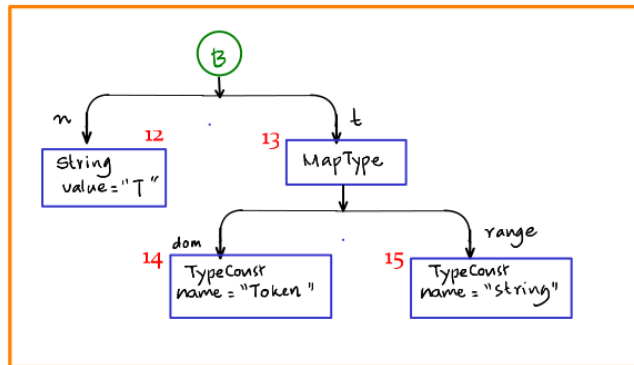 B
n
t
12
13
String
value = "T"
MapType
dom
range
14
15
TypeConst
name = "Token"
TypeConst
name = "String"